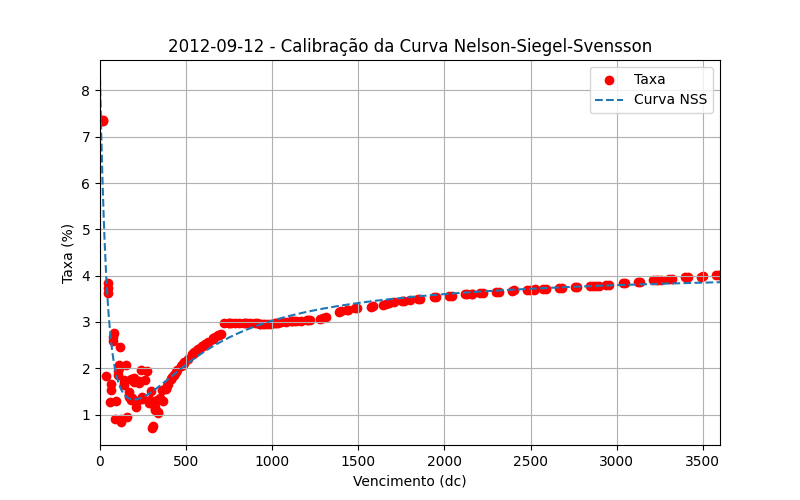 2012-09-12 - Calibração da Curva Nelson-Siegel-Svensson
Taxa
Curva NSS
Taxa (%)
8
7
6
5
4
3
2
1
0 500 1000 1500 2000 2500 3000 3500
Vencimento (dc)